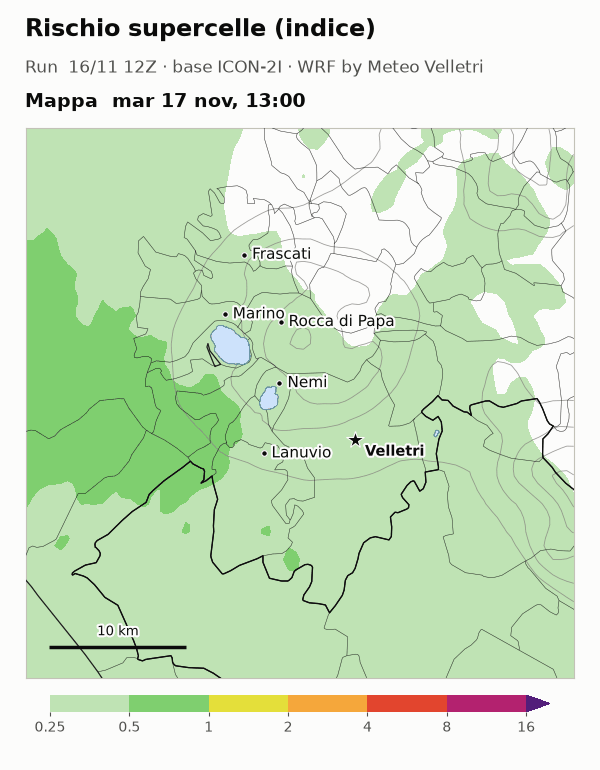 Rischio supercelle (indice)
Run  16/11 12Z · base ICON-2I · WRF by Meteo Velletri
Mappa  mar 17 nov, 13:00
Frascati
Marino
Rocca di Papa
Nemi
Velletri
Lanuvio
10 km
0.25 0.5 1 2 4 8 16